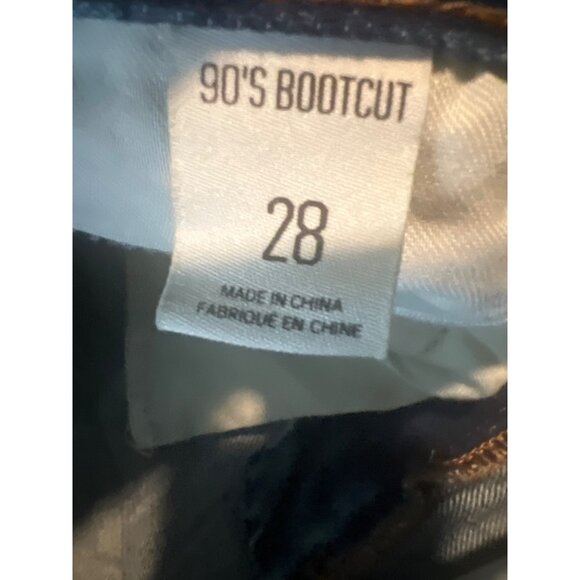 90'S BOOTCUT
28
MADE IN CHINA
FABRIQUÉ EN CHINE